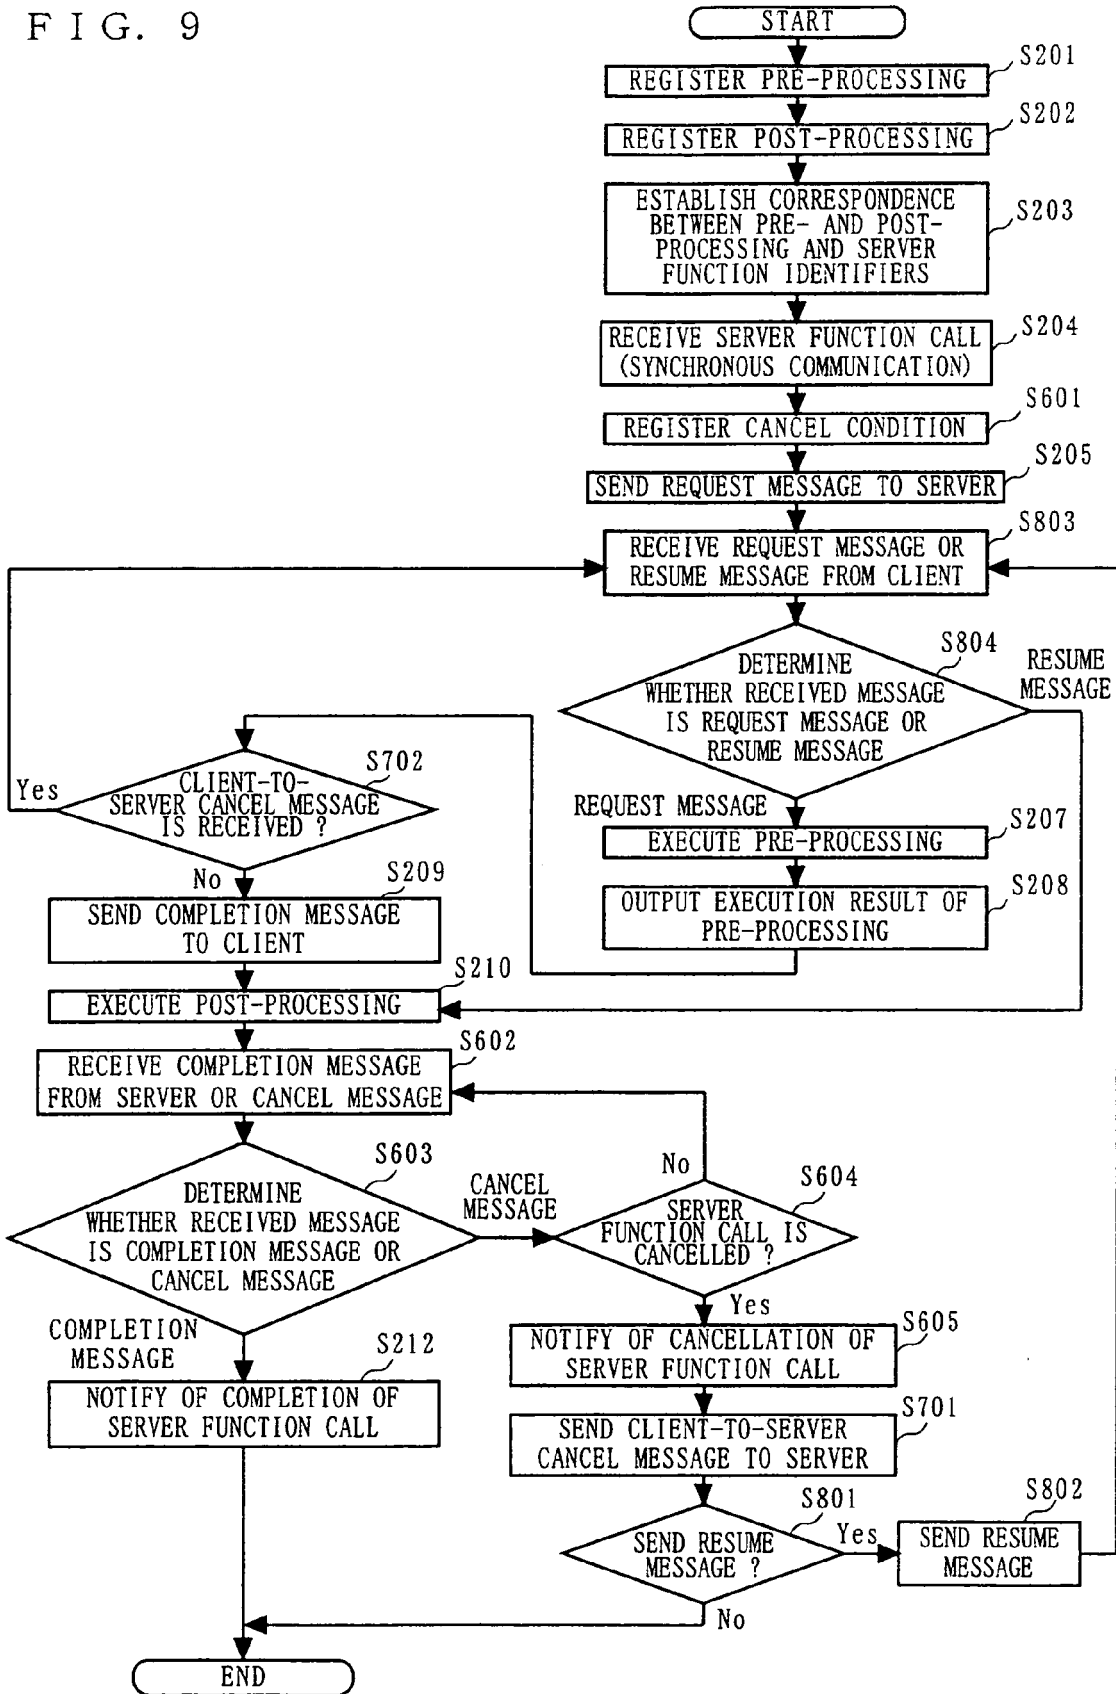 FIG. 9
START
S201
REGISTER PRE-PROCESSING
S202
REGISTER POST-PROCESSING
S203
ESTABLISH CORRESPONDENCE
BETWEEN PRE- AND POST-
PROCESSING AND SERVER
FUNCTION IDENTIFIERS
S204
RECEIVE SERVER FUNCTION CALL
(SYNCHRONOUS COMMUNICATION)
S601
REGISTER CANCEL CONDITION
S205
SEND REQUEST MESSAGE TO SERVER
S803
RECEIVE REQUEST MESSAGE OR
RESUME MESSAGE FROM CLIENT
S804
DETERMINE
WHETHER RECEIVED MESSAGE
IS REQUEST MESSAGE OR
RESUME MESSAGE
RESUME
MESSAGE
REQUEST MESSAGE
S207
EXECUTE PRE-PROCESSING
S208
OUTPUT EXECUTION RESULT OF
PRE-PROCESSING
S702
CLIENT-TO-
SERVER CANCEL MESSAGE
IS RECEIVED ?
Yes
No
S209
SEND COMPLETION MESSAGE
TO CLIENT
S210
EXECUTE POST-PROCESSING
S602
RECEIVE COMPLETION MESSAGE
FROM SERVER OR CANCEL MESSAGE
S603
DETERMINE
WHETHER RECEIVED MESSAGE
IS COMPLETION MESSAGE OR
CANCEL MESSAGE
CANCEL
MESSAGE
No
S604
SERVER
FUNCTION CALL IS
CANCELLED ?
Yes
COMPLETION
MESSAGE
S212
NOTIFY OF COMPLETION OF
SERVER FUNCTION CALL
S605
NOTIFY OF CANCELLATION OF
SERVER FUNCTION CALL
S701
SEND CLIENT-TO-SERVER
CANCEL MESSAGE TO SERVER
S801
SEND RESUME
MESSAGE ?
Yes
S802
SEND RESUME
MESSAGE
No
END